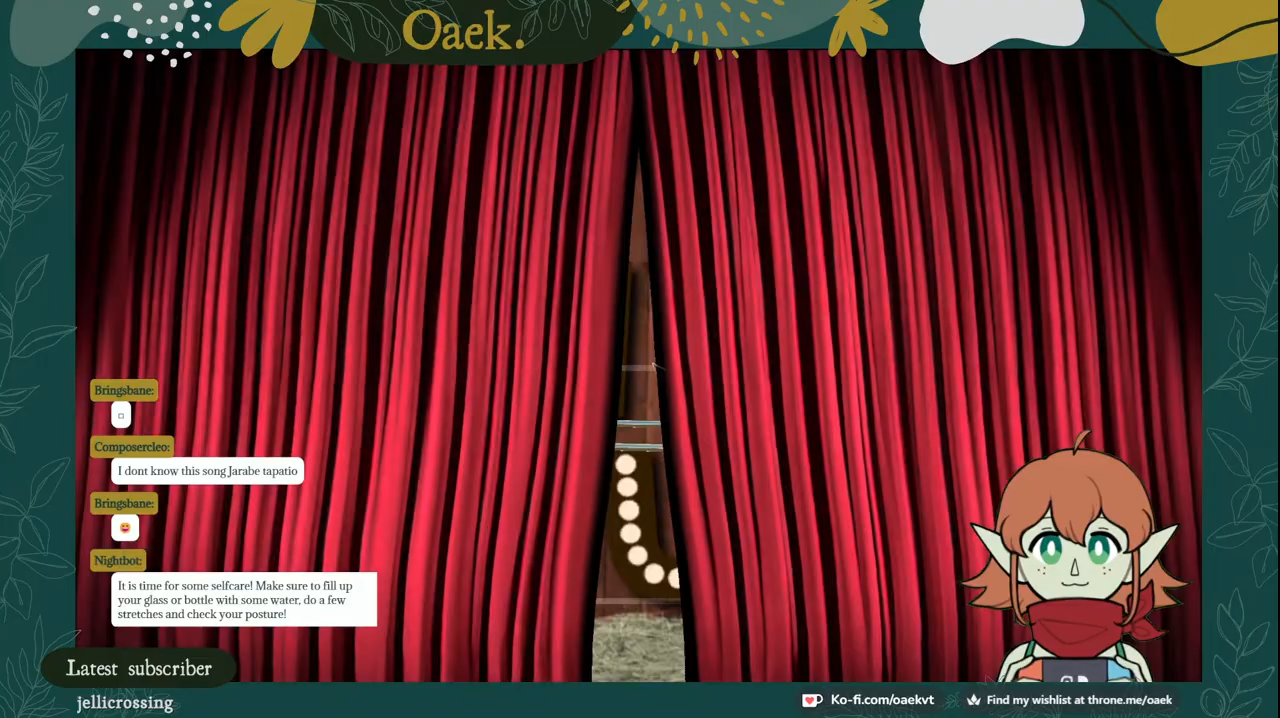 Oaek.
Bringsbane:
Composercleo:
I dont know this song Jarabe tapatio
Bringsbane:
Nightbot:
It is time for some selfcare! Make sure to fill up
your glass or bottle with some water, do a few
stretches and check your posture!
Latest subscriber
jellicrossing
Ko-fi.com/oaekvt
Find my wishlist at throne.me/oaek